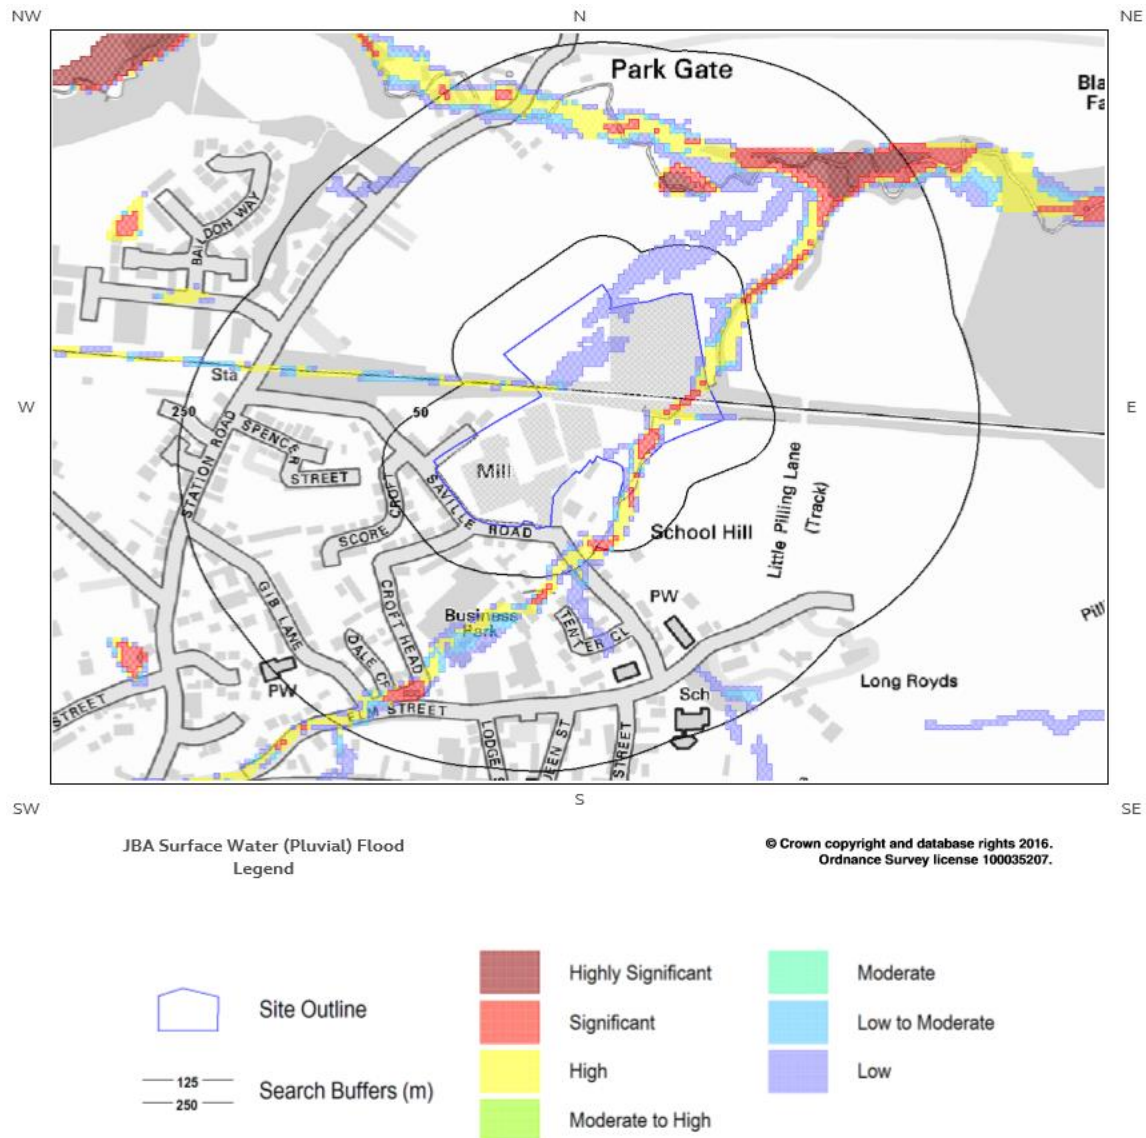 NW
N
NE
Park Gate
Bla
Fa
BAILDON WAY
Sta
W
E
250
50
STATION ROAD
SPENCER
STREET
Mill
CROFT
SCORE
SAVILLE ROAD
School Hill
Little Pilling Lane
(Track)
GIB LANE
CROFT HEAD
Business
Park
TENTER CL
PW
Pill
DALE CR
PW
Sch
Long Royds
STREET
ELM STREET
LODGE S
EEN ST
STREET
SW
S
SE
JBA Surface Water (Pluvial) Flood
Legend
© Crown copyright and database rights 2016.
Ordnance Survey license 100035207.
Site Outline
125
250
Search Buffers (m)
Highly Significant
Significant
High
Moderate to High
Moderate
Low to Moderate
Low